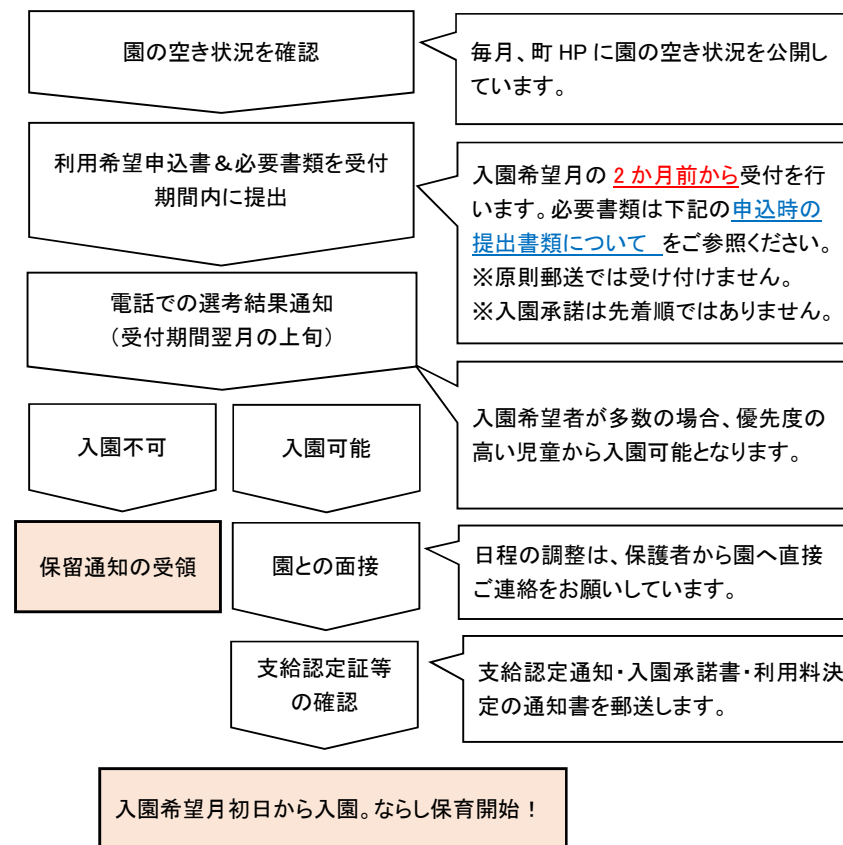 園の空き状況を確認
毎月、町 HP に園の空き状況を公開し
ています。
利用希望申込書＆必要書類を受付
期間内に提出
入園希望月の 2 か月前から受付を行
います。必要書類は下記の申込時の
提出書類について をご参照ください。
※原則郵送では受け付けません。
※入園承諾は先着順ではありません。
電話での選考結果通知
（受付期間翌月の上旬）
入園希望者が多数の場合、優先度の
高い児童から入園可能となります。
入園不可
入園可能
保留通知の受領
園との面接
日程の調整は、保護者から園へ直接
ご連絡をお願いしています。
支給認定証等
の確認
支給認定通知・入園承諾書・利用料決
定の通知書を郵送します。
入園希望月初日から入園。ならし保育開始！